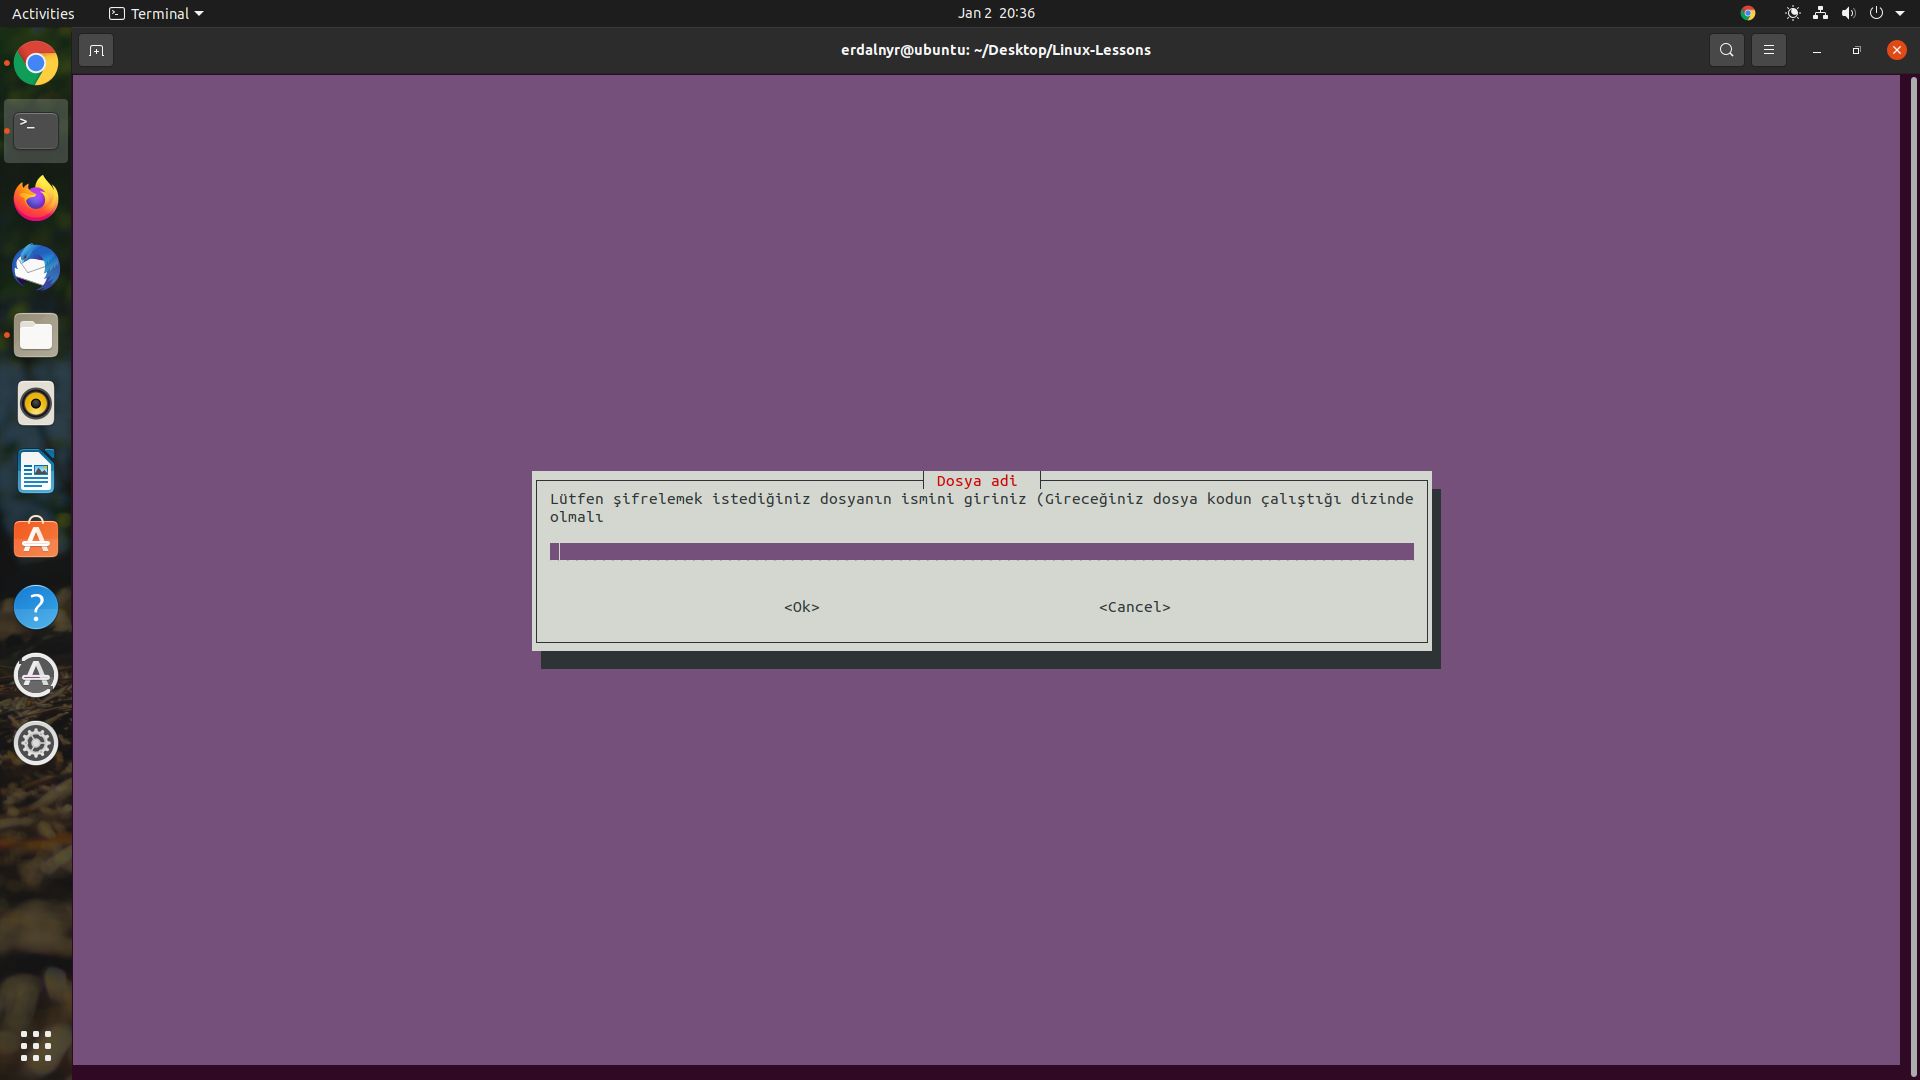 Activities
Terminal
Jan 2 20:36
erdalnyr@ubuntu: ~/Desktop/Linux-Lessons
>_
Dosya adi
Lütfen şifrelemek istediğiniz dosyanın ismini giriniz (Gireceğiniz dosya kodun çalıştığı dizinde
olmalı
<Ok>
<Cancel>